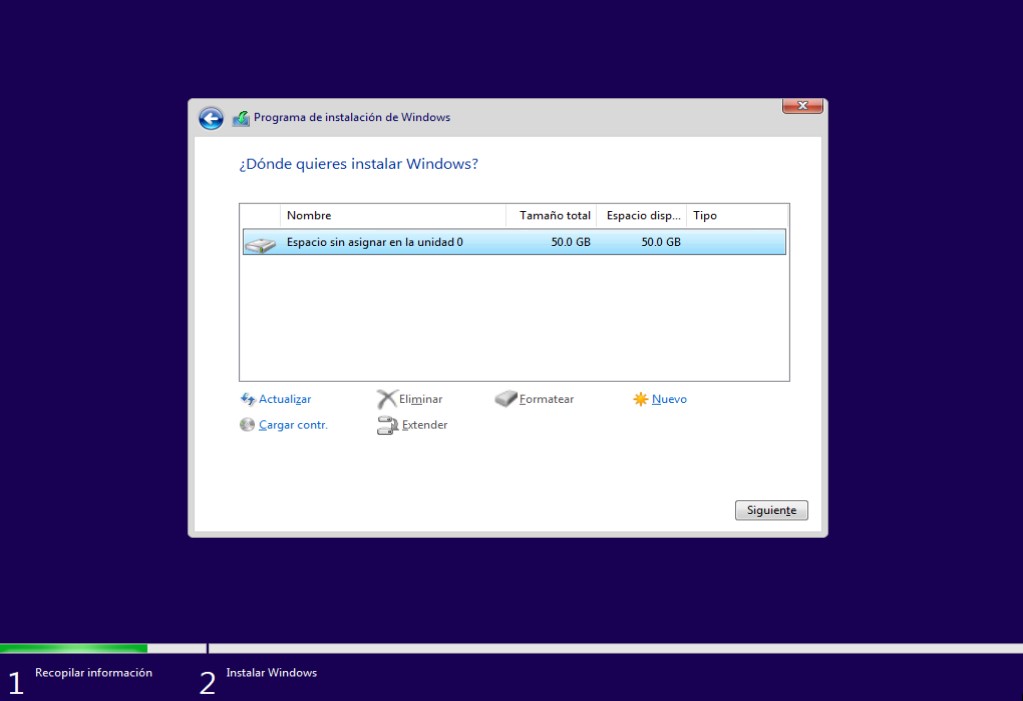 Programa de instalación de Windows
¿Dónde quieres instalar Windows?
Nombre Tamaño total Espacio disp... Tipo
Espacio sin asignar en la unidad 0 50.0 GB 50.0 GB
Actualizar Eliminar Formatear Nuevo
Cargar contr. Extender
Siguiente
1 Recopilar información 2 Instalar Windows